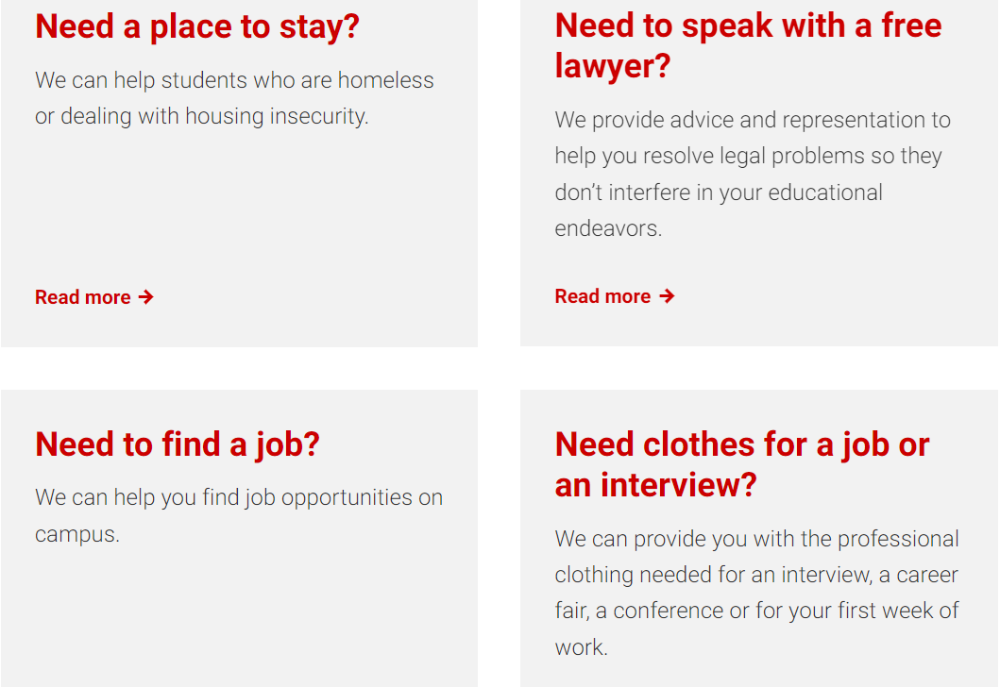 Need a place to stay?
We can help students who are homeless
or dealing with housing insecurity.
Read more →
Need to speak with a free
lawyer?
We provide advice and representation to
help you resolve legal problems so they
don’t interfere in your educational
endeavors.
Read more →
Need to find a job?
We can help you find job opportunities on
campus.
Need clothes for a job or
an interview?
We can provide you with the professional
clothing needed for an interview, a career
fair, a conference or for your first week of
work.